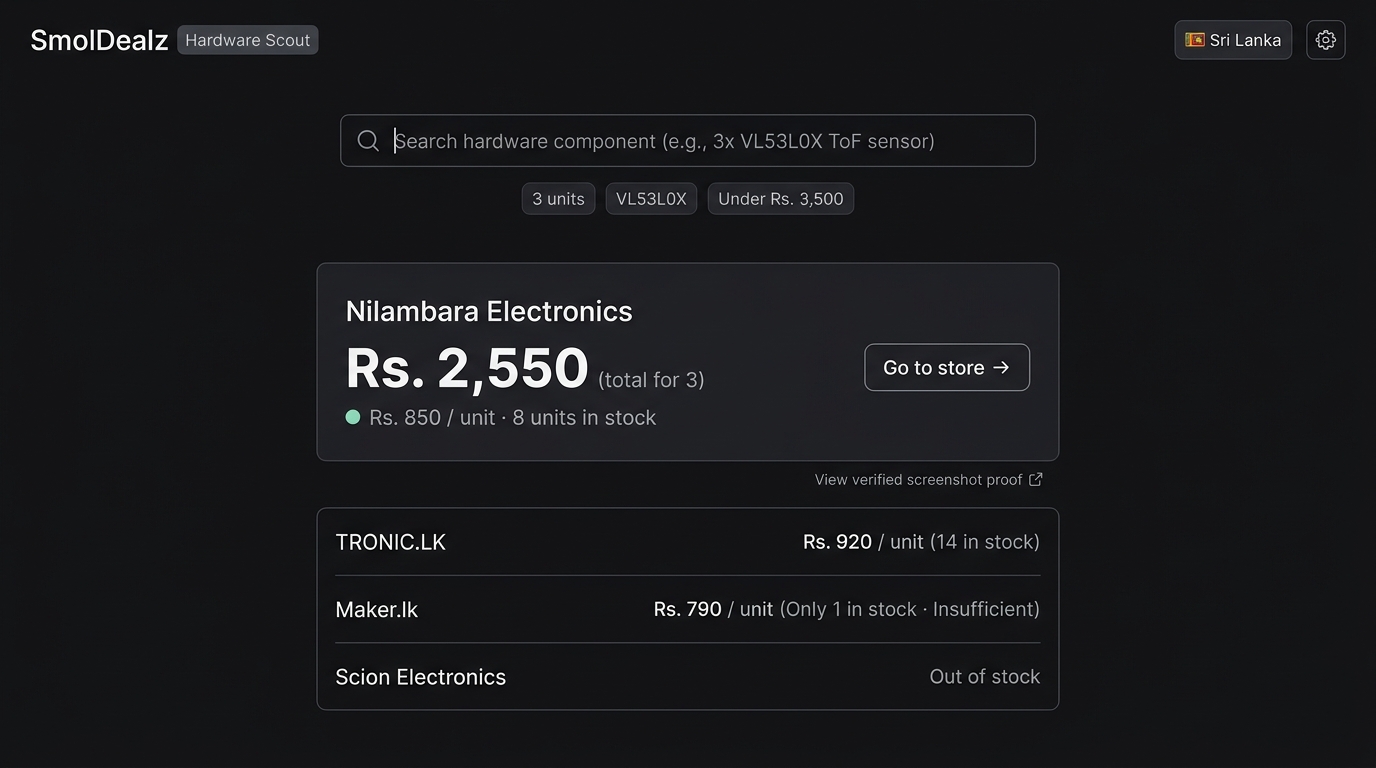 SmolDealz Hardware Scout
🇱🇰 Sri Lanka
Search hardware component (e.g., 3x VL53L0X ToF sensor)
3 units VL53L0X Under Rs. 3,500
Nilambara Electronics
Rs. 2,550 (total for 3)
Go to store →
Rs. 850 / unit · 8 units in stock
View verified screenshot proof
TRONIC.LK Rs. 920 / unit (14 in stock)
Maker.lk Rs. 790 / unit (Only 1 in stock · Insufficient)
Scion Electronics Out of stock